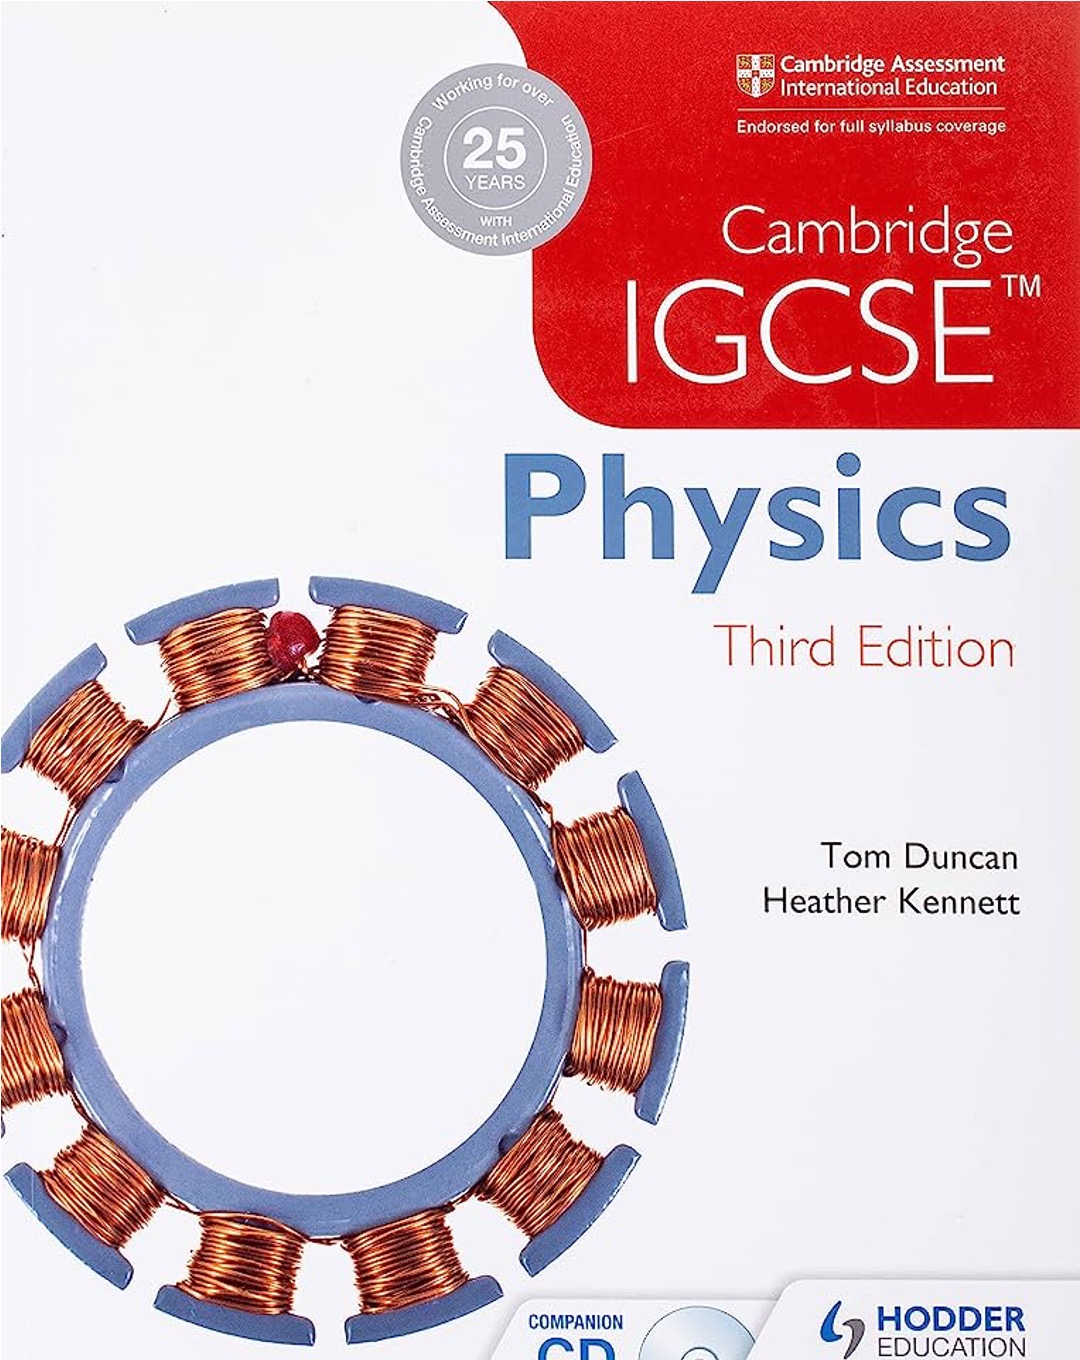 Cambridge Assessment
International Education
Endorsed for full syllabus coverage
Working for over
25
YEARS
WITH
Cambridge Assessment International Education
Cambridge
IGCSE™
Physics
Third Edition
Tom Duncan
Heather Kennett
COMPANION
CD
HODDER
EDUCATION